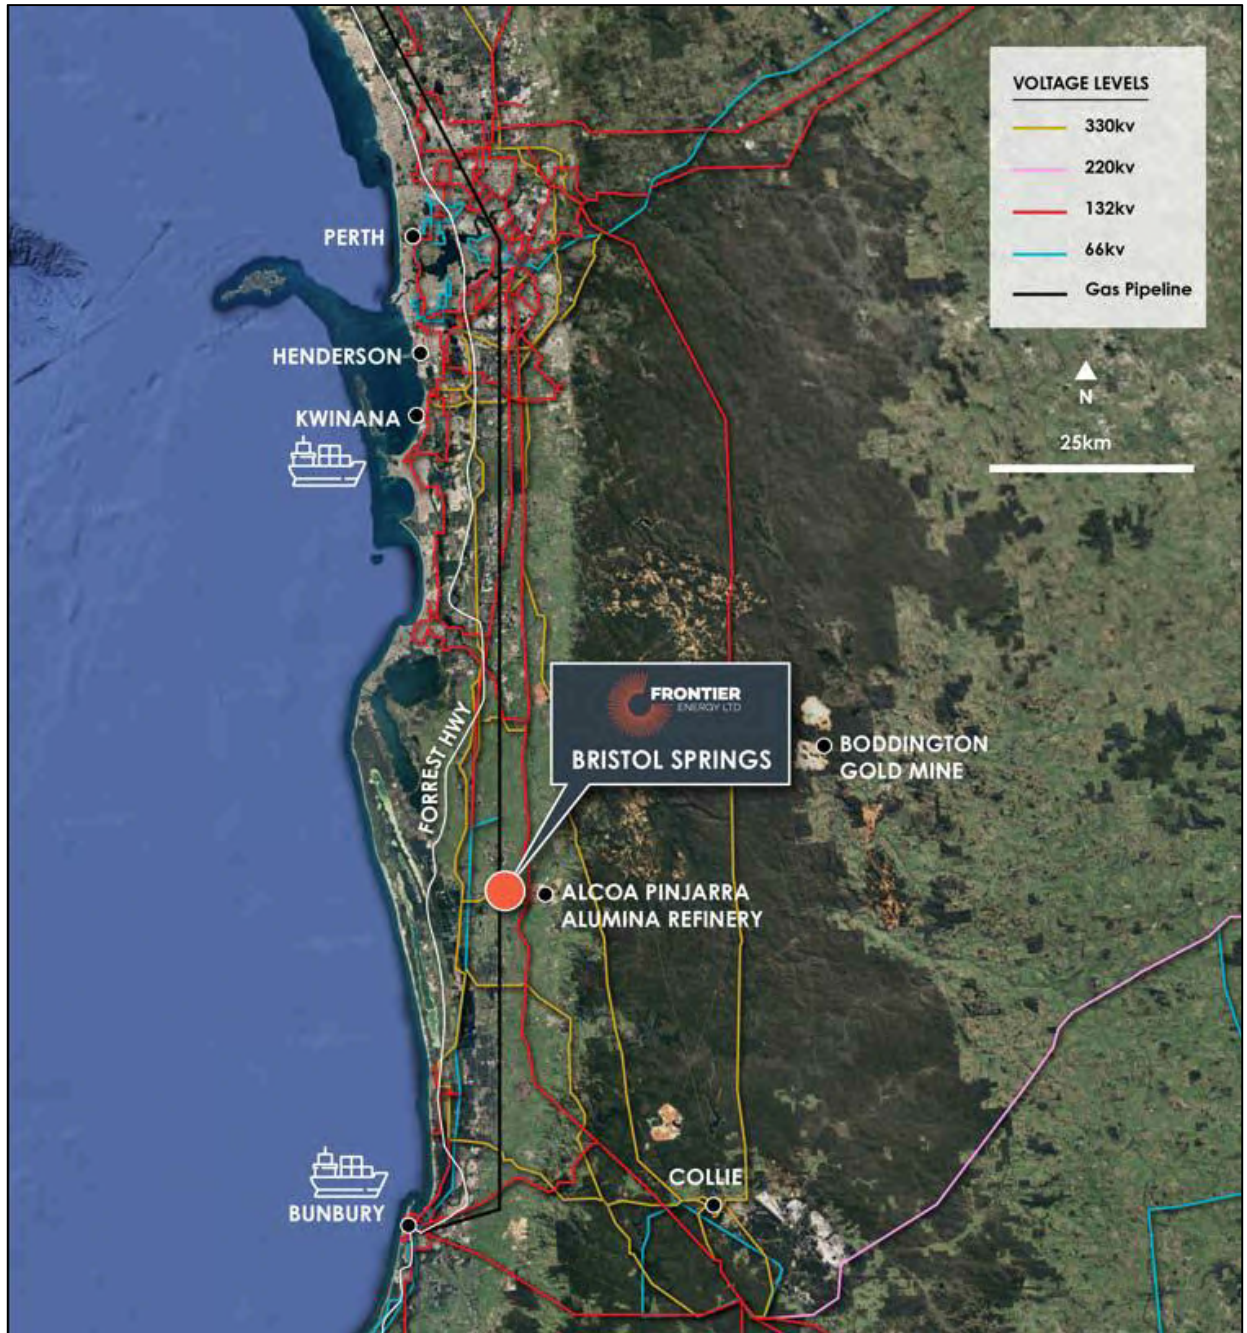 VOLTAGE LEVELS
330kv
220kv
132kv
66kv
Gas Pipeline
N
25km
PERTH
HENDERSON
KWINANA
FORREST HWY
FRONTIER
ENERGY LTD
BRISTOL SPRINGS
BODDINGTON
GOLD MINE
ALCOA PINJARRA
ALUMINA REFINERY
COLLIE
BUNBURY